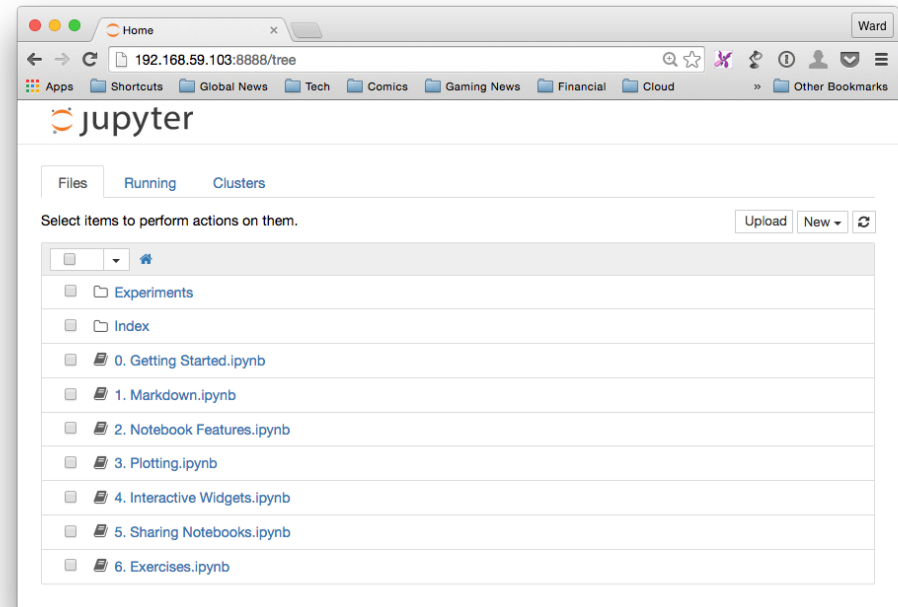 Home
Ward
192.168.59.103:8888/tree
Apps Shortcuts Global News Tech Comics Gaming News Financial Cloud » Other Bookmarks
jupyter
Files Running Clusters
Select items to perform actions on them.
Upload New
Experiments
Index
0. Getting Started.ipynb
1. Markdown.ipynb
2. Notebook Features.ipynb
3. Plotting.ipynb
4. Interactive Widgets.ipynb
5. Sharing Notebooks.ipynb
6. Exercises.ipynb